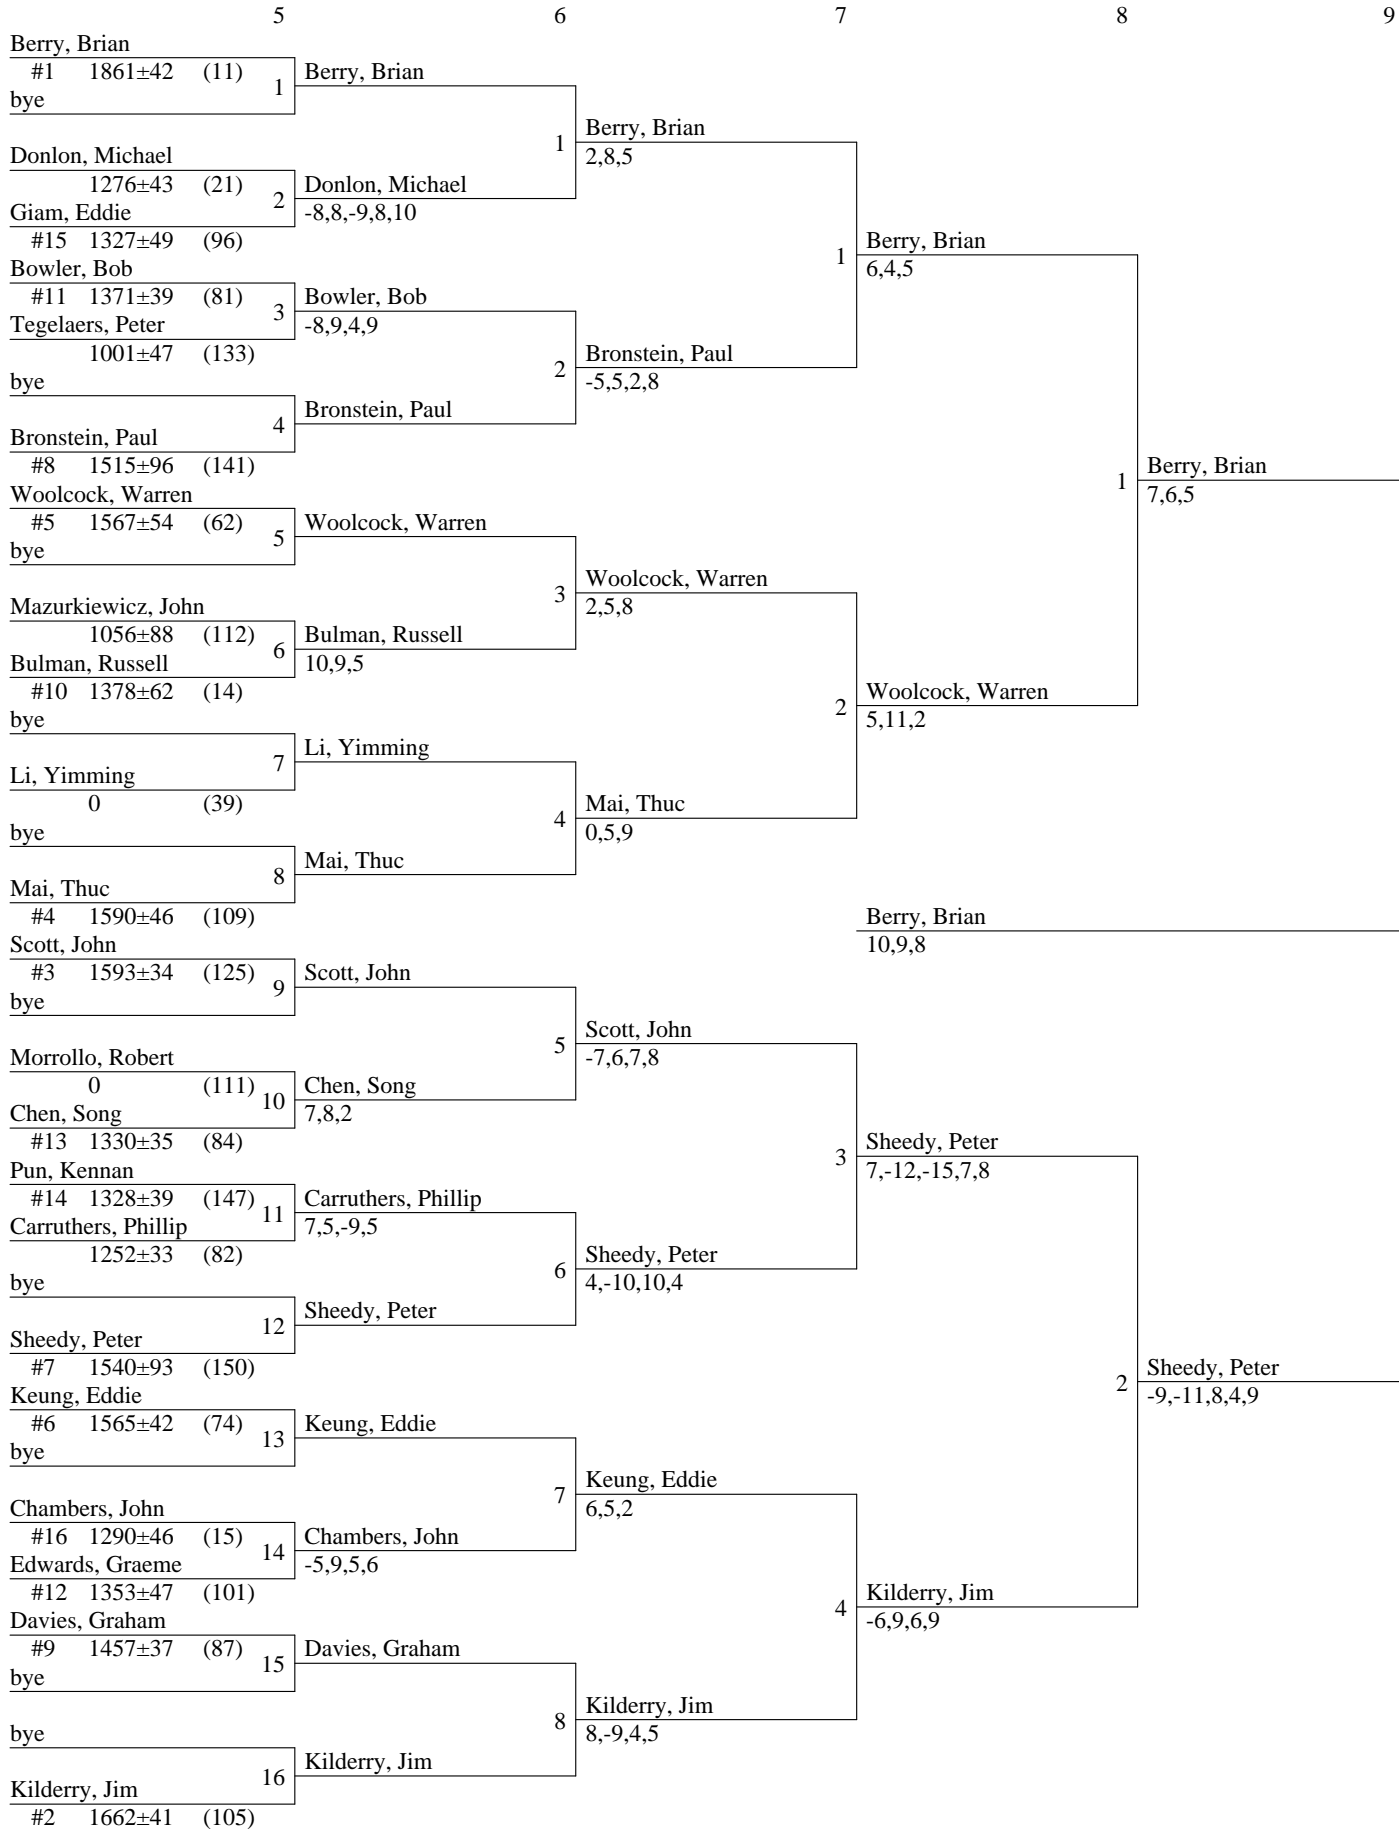 5 6 7 8 9
Berry, Brian
#1 1861±42 (11) 1 Berry, Brian
bye
1 Berry, Brian
2,8,5
Donlon, Michael
1276±43 (21) 2 Donlon, Michael
Giam, Eddie -8,8,-9,8,10
#15 1327±49 (96)
1 Berry, Brian
6,4,5
Bowler, Bob
#11 1371±39 (81) 3 Bowler, Bob
Tegelaers, Peter -8,9,4,9
1001±47 (133)
2 Bronstein, Paul
-5,5,2,8
bye
4 Bronstein, Paul
Bronstein, Paul
#8 1515±96 (141)
1 Berry, Brian
7,6,5
Woolcock, Warren
#5 1567±54 (62) 5 Woolcock, Warren
bye
3 Woolcock, Warren
2,5,8
Mazurkiewicz, John
1056±88 (112) 6 Bulman, Russell
Bulman, Russell 10,9,5
#10 1378±62 (14)
2 Woolcock, Warren
5,11,2
bye
7 Li, Yimming
Li, Yimming
0 (39)
4 Mai, Thuc
0,5,9
bye
8 Mai, Thuc
Mai, Thuc
#4 1590±46 (109)
Berry, Brian
10,9,8
Scott, John
#3 1593±34 (125) 9 Scott, John
bye
5 Scott, John
-7,6,7,8
Morrollo, Robert
0 (111) 10 Chen, Song
Chen, Song 7,8,2
#13 1330±35 (84)
3 Sheedy, Peter
7,-12,-15,7,8
Pun, Kennan
#14 1328±39 (147) 11 Carruthers, Phillip
Carruthers, Phillip 7,5,-9,5
1252±33 (82)
6 Sheedy, Peter
4,-10,10,4
bye
12 Sheedy, Peter
Sheedy, Peter
#7 1540±93 (150)
2 Sheedy, Peter
-9,-11,8,4,9
Keung, Eddie
#6 1565±42 (74) 13 Keung, Eddie
bye
7 Keung, Eddie
6,5,2
Chambers, John
#16 1290±46 (15) 14 Chambers, John
Edwards, Graeme -5,9,5,6
#12 1353±47 (101)
4 Kilderry, Jim
-6,9,6,9
Davies, Graham
#9 1457±37 (87) 15 Davies, Graham
bye
8 Kilderry, Jim
8,-9,4,5
bye
16 Kilderry, Jim
Kilderry, Jim
#2 1662±41 (105)